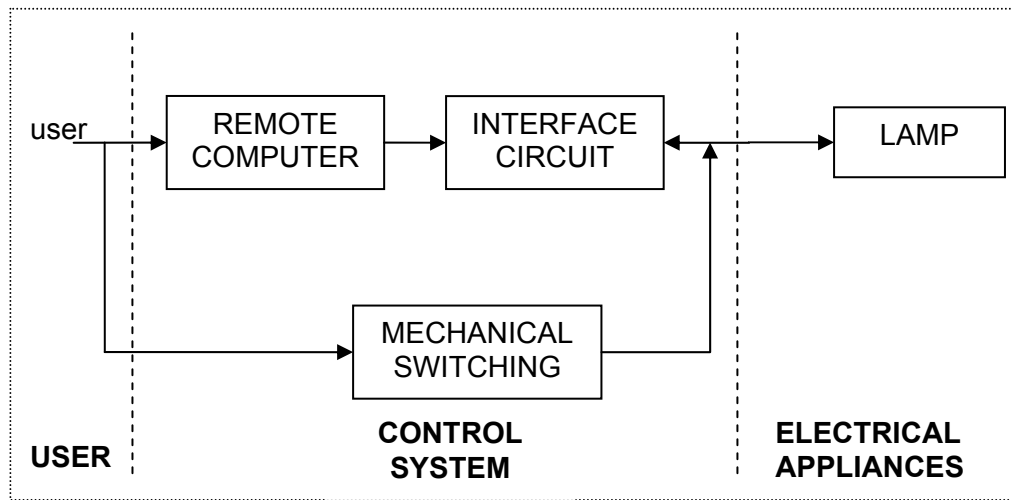 user
REMOTE
COMPUTER
INTERFACE
CIRCUIT
LAMP
MECHANICAL
SWITCHING
USER
CONTROL
SYSTEM
ELECTRICAL
APPLIANCES